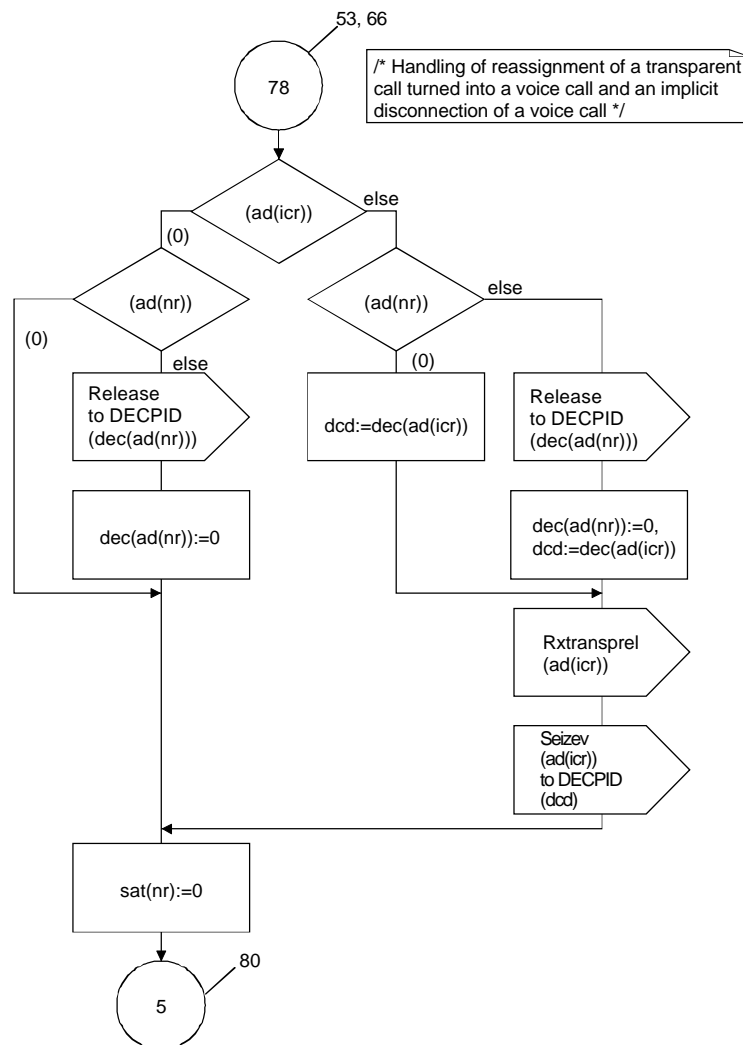 53, 66
78
/* Handling of reassignment of a transparent
call turned into a voice call and an implicit
disconnection of a voice call */
(ad(icr))
else
(0)
(ad(nr))
(ad(nr))
else
(0)
else
(0)
Release
to DECPID
(dec(ad(nr)))
dcd:=dec(ad(icr))
Release
to DECPID
(dec(ad(nr)))
dec(ad(nr)):=0
dec(ad(nr)):=0,
dcd:=dec(ad(icr))
Rxtransprel
(ad(icr))
Seizev
(ad(icr))
to DECPID
(dcd)
sat(nr):=0
80
5